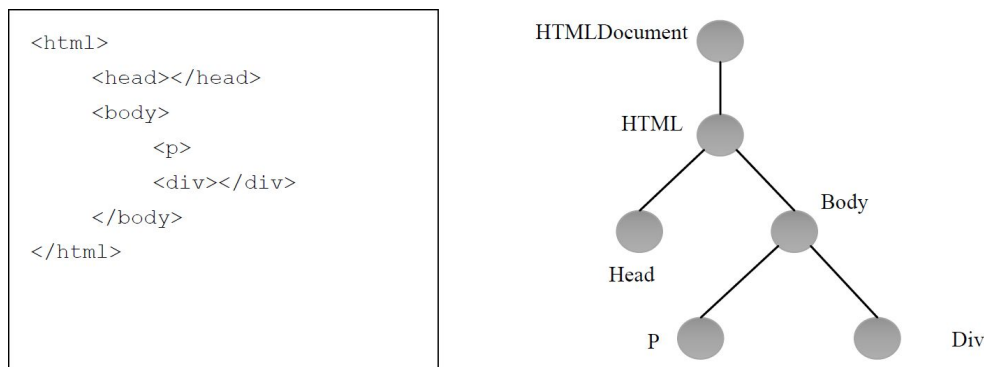 <html>
<head></head>
<body>
<p>
<div></div>
</body>
</html>
HTMLDocument
HTML
Body
Head
P
Div